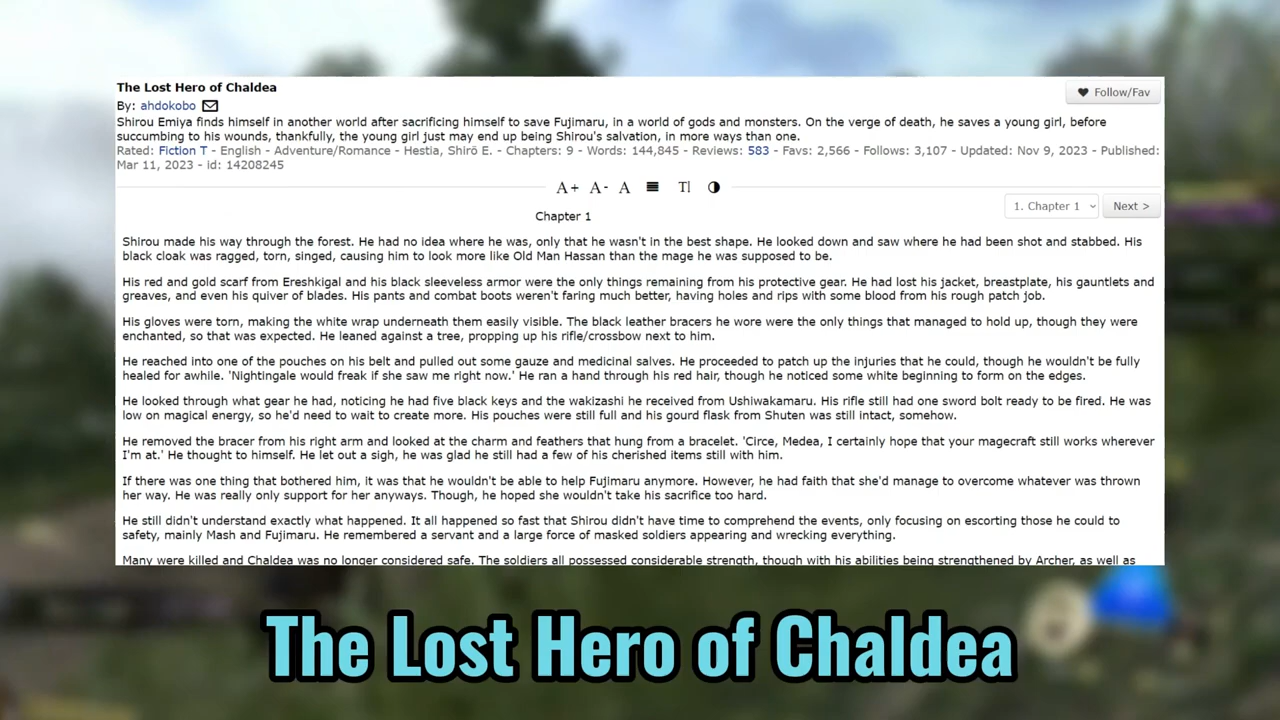 The Lost Hero of Chaldea
Follow/Fav
By: ahdokobo
Shirou Emiya finds himself in another world after sacrificing himself to save Fujimaru, in a world of gods and monsters. On the verge of death, he saves a young girl, before
succumbing to his wounds, thankfully, the young girl just may end up being Shirou's salvation, in more ways than one.
Rated: Fiction T - English - Adventure/Romance - Hestia, Shirō E. - Chapters: 9 - Words: 144,845 - Reviews: 583 - Favs: 2,566 - Follows: 3,107 - Updated: Nov 9, 2023 - Published:
Mar 11, 2023 - id: 14208245
A+ A- A T|
1. Chapter 1 Next >
Chapter 1
Shirou made his way through the forest. He had no idea where he was, only that he wasn't in the best shape. He looked down and saw where he had been shot and stabbed. His
black cloak was ragged, torn, singed, causing him to look more like Old Man Hassan than the mage he was supposed to be.
His red and gold scarf from Ereshkigal and his black sleeveless armor were the only things remaining from his protective gear. He had lost his jacket, breastplate, his gauntlets and
greaves, and even his quiver of blades. His pants and combat boots weren't faring much better, having holes and rips with some blood from his rough patch job.
His gloves were torn, making the white wrap underneath them easily visible. The black leather bracers he wore were the only things that managed to hold up, though they were
enchanted, so that was expected. He leaned against a tree, propping up his rifle/crossbow next to him.
He reached into one of the pouches on his belt and pulled out some gauze and medicinal salves. He proceeded to patch up the injuries that he could, though he wouldn't be fully
healed for awhile. 'Nightingale would freak if she saw me right now.' He ran a hand through his red hair, though he noticed some white beginning to form on the edges.
He looked through what gear he had, noticing he had five black keys and the wakizashi he received from Ushiwakamaru. His rifle still had one sword bolt ready to be fired. He was
low on magical energy, so he'd need to wait to create more. His pouches were still full and his gourd flask from Shuten was still intact, somehow.
He removed the bracer from his right arm and looked at the charm and feathers that hung from a bracelet. 'Circe, Medea, I certainly hope that your magecraft still works wherever
I'm at.' He thought to himself. He let out a sigh, he was glad he still had a few of his cherished items still with him.
If there was one thing that bothered him, it was that he wouldn't be able to help Fujimaru anymore. However, he had faith that she'd manage to overcome whatever was thrown
her way. He was really only support for her anyways. Though, he hoped she wouldn't take his sacrifice too hard.
He still didn't understand exactly what happened. It all happened so fast that Shirou didn't have time to comprehend the events, only focusing on escorting those he could to
safety, mainly Mash and Fujimaru. He remembered a servant and a large force of masked soldiers appearing and wrecking everything.
Many were killed and Chaldea was no longer considered safe. The soldiers all possessed considerable strength, though with his abilities being strengthened by Archer, as well as
The Lost Hero of Chaldea